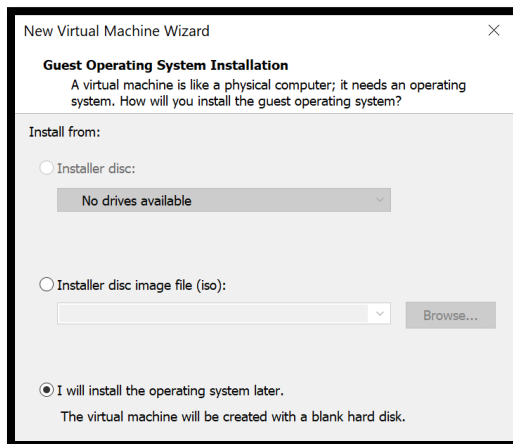 New Virtual Machine Wizard
Guest Operating System Installation
A virtual machine is like a physical computer; it needs an operating
system. How will you install the guest operating system?
Install from:
Installer disc:
No drives available
Installer disc image file (iso):
Browse...
I will install the operating system later.
The virtual machine will be created with a blank hard disk.